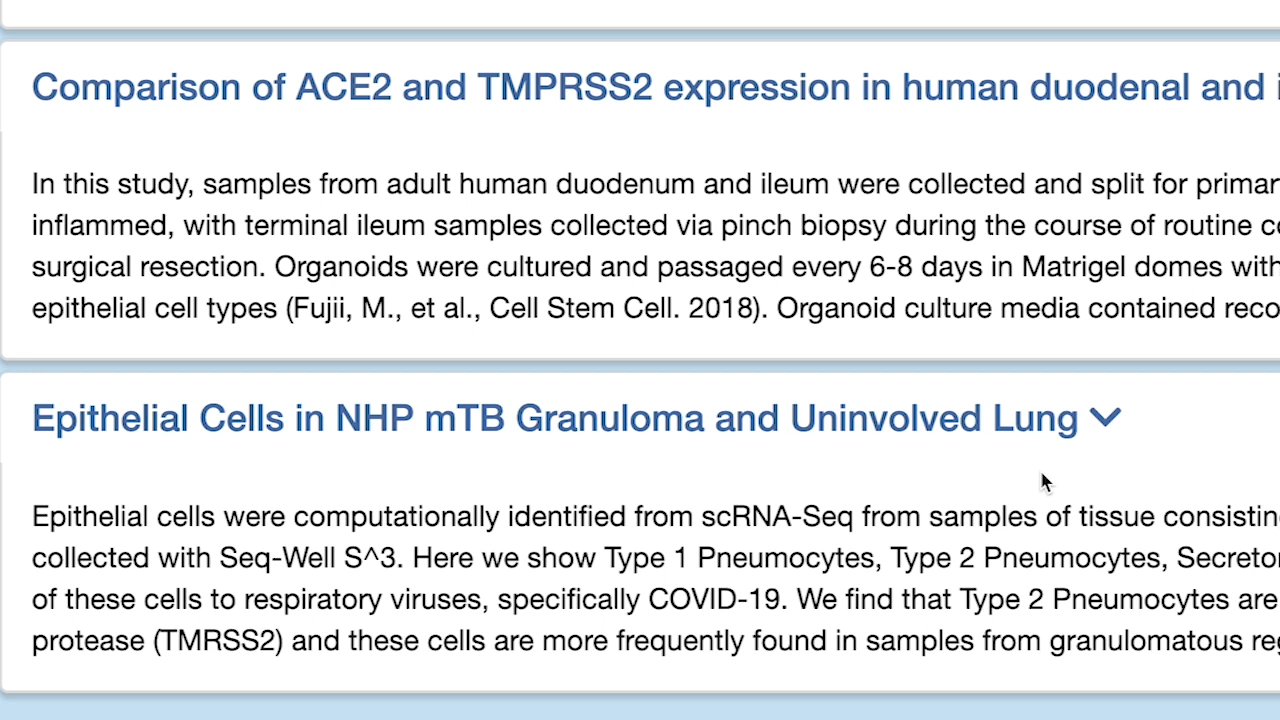 Comparison of ACE2 and TMPRSS2 expression in human duodenal and
In this study, samples from adult human duodenum and ileum were collected and split for primar
inflammed, with terminal ileum samples collected via pinch biopsy during the course of routine
surgical resection. Organoids were cultured and passaged every 6-8 days in Matrigel domes with
epithelial cell types (Fujii, M., et al., Cell Stem Cell. 2018). Organoid culture media contained reco
Epithelial Cells in NHP mTB Granuloma and Uninvolved Lung
Epithelial cells were computationally identified from scRNA-Seq from samples of tissue consistin
collected with Seq-Well S^3. Here we show Type 1 Pneumocytes, Type 2 Pneumocytes, Secreto
of these cells to respiratory viruses, specifically COVID-19. We find that Type 2 Pneumocytes are
protease (TMRSS2) and these cells are more frequently found in samples from granulomatous re